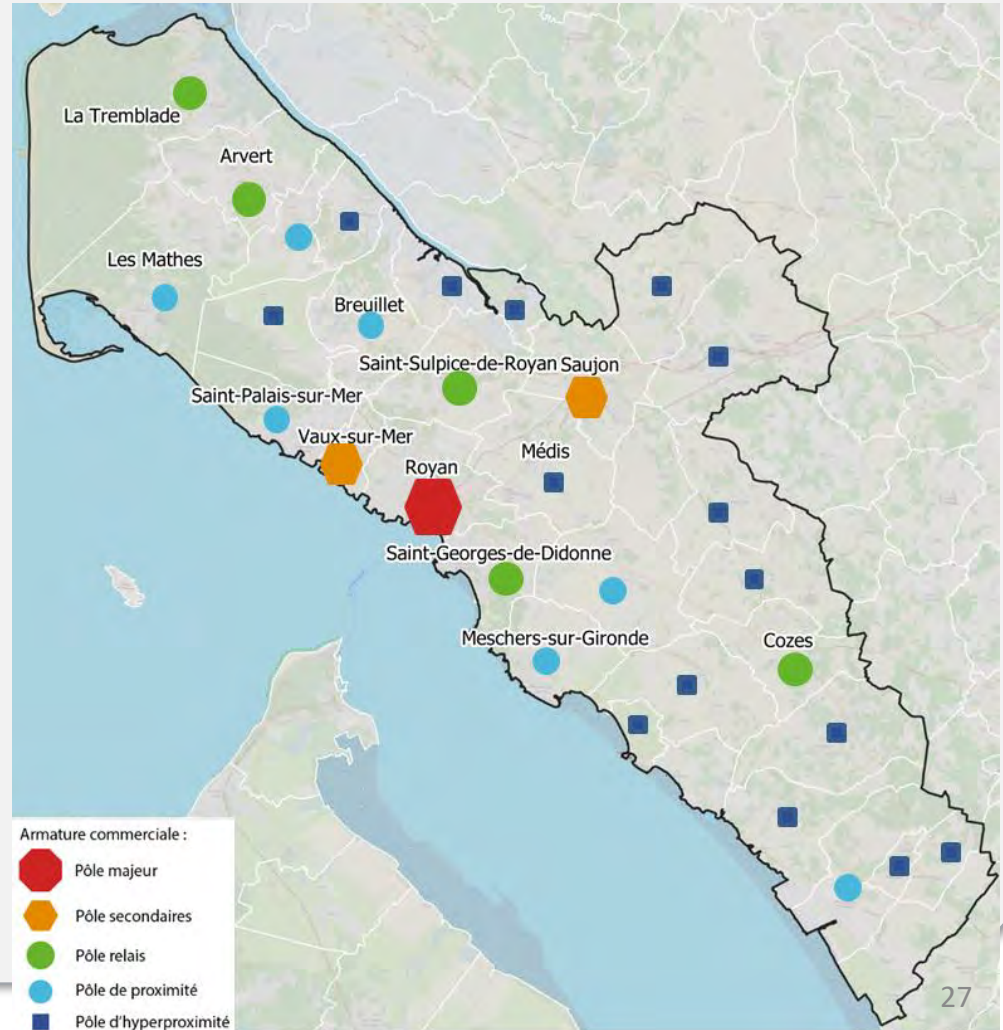 La Tremblade
Arvert
Les Mathes
Breuillet
Saint-Sulpice-de-Royan
Saujon
Saint-Palais-sur-Mer
Vaux-sur-Mer
Royan
Médis
Saint-Georges-de-Didonne
Meschers-sur-Gironde
Cozes
Armature commerciale :
Pôle majeur
Pôle secondaires
Pôle relais
Pôle de proximité
Pôle d'hyperproximité
27